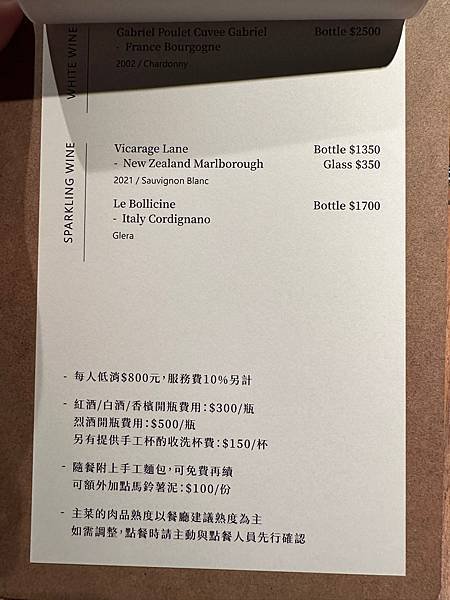 WHITE WINE
Gabriel Poulet Cuvee Gabriel Bottle $2500
- France Bourgogne
2002 / Chardonny
SPARKLING WINE
Vicarage Lane Bottle $1350
- New Zealand Marlborough Glass $350
2021 / Sauvignon Blanc
Le Bollicine Bottle $1700
- Italy Cordignano
Glera
- 每人低消$800元,服務費10%另計
- 紅酒/白酒/香檳開瓶費用:$300/瓶
烈酒開瓶費用:$500/瓶
另有提供手工杯酌收洗杯費:$150/杯
- 隨餐附上手工麵包,可免費再續
可額外加點馬鈴薯泥:$100/份
- 主菜的肉品熟度以餐廳建議熟度為主
如需調整,點餐時請主動與點餐人員先行確認